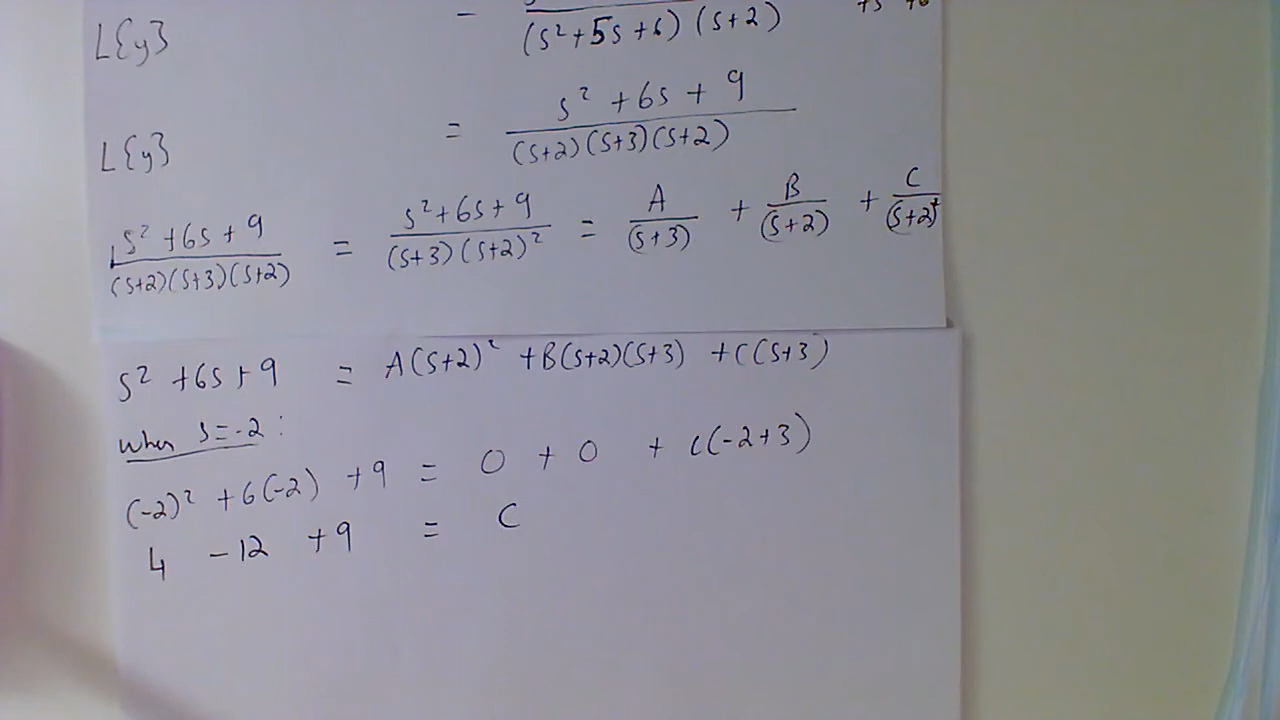 L{y} - (s²+5s+6)(s+2)
L{y} = s² + 6s + 9 / (s+2)(s+3)(s+2)
s² + 6s + 9 / (s+2)(s+3)(s+2) = s² + 6s + 9 / (s+3)(s+2)² = A / (s+3) + B / (s+2) + C / (s+2)²
s² + 6s + 9 = A(s+2)² + B(s+2)(s+3) + C(s+3)
when s=-2:
(-2)² + 6(-2) + 9 = 0 + 0 + C(-2+3)
4 - 12 + 9 = C